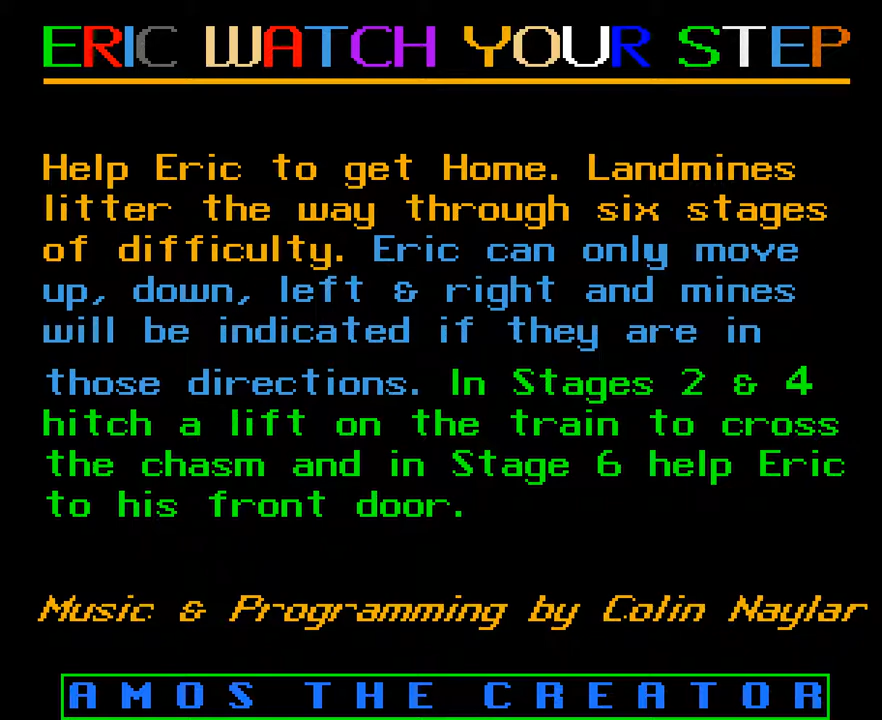 ERIC WATCH YOUR STEP
Help Eric to get Home. Landmines
litter the way through six stages
of difficulty. Eric can only move
up, down, left & right and mines
will be indicated if they are in
those directions. In Stages 2 & 4
hitch a lift on the train to cross
the chasm and in Stage 6 help Eric
to his front door.
Music & Programming by Colin Naylar
AMOS THE CREATOR